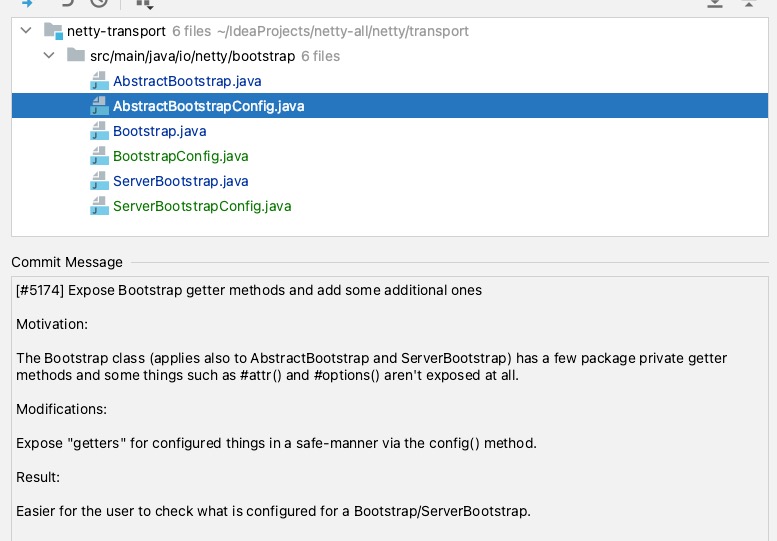 netty-transport 6 files ~/IdeaProjects/netty-all/netty/transport
src/main/java/io/netty/bootstrap 6 files
AbstractBootstrap.java
AbstractBootstrapConfig.java
Bootstrap.java
BootstrapConfig.java
ServerBootstrap.java
ServerBootstrapConfig.java
Commit Message
[#5174] Expose Bootstrap getter methods and add some additional ones
Motivation:
The Bootstrap class (applies also to AbstractBootstrap and ServerBootstrap) has a few package private getter
methods and some things such as #attr() and #options() aren't exposed at all.
Modifications:
Expose "getters" for configured things in a safe-manner via the config() method.
Result:
Easier for the user to check what is configured for a Bootstrap/ServerBootstrap.